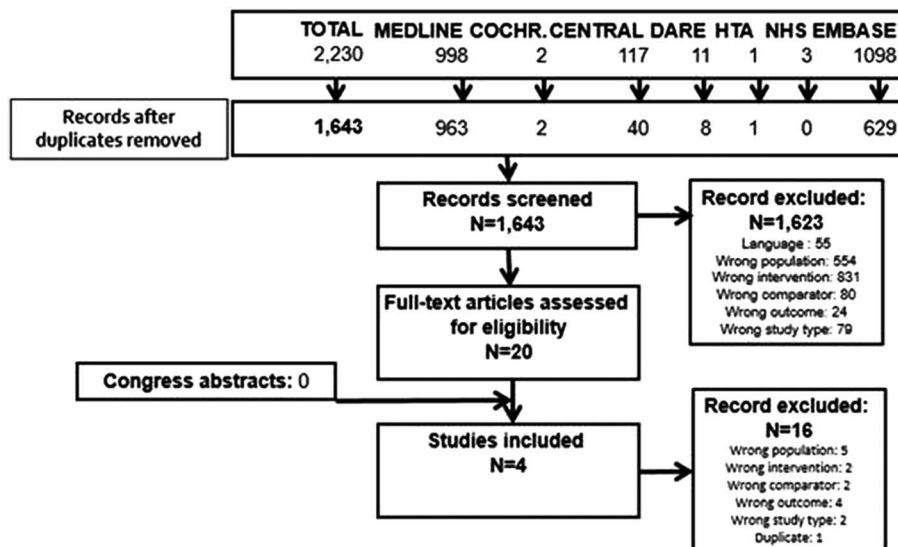 TOTAL MEDLINE COCHR. CENTRAL DARE HTA NHS EMBASE
2,230 998 2 117 11 1 3 1098
Records after
duplicates removed
1,643 963 2 40 8 1 0 629
Records screened
N=1,643
Record excluded:
N=1,623
Language : 55
Wrong population: 554
Wrong intervention: 831
Wrong comparator: 80
Wrong outcome: 24
Wrong study type: 79
Full-text articles assessed
for eligibility
N=20
Congress abstracts: 0
Studies included
N=4
Record excluded:
N=16
Wrong population: 5
Wrong intervention: 2
Wrong comparator: 2
Wrong outcome: 4
Wrong study type: 2
Duplicate: 1